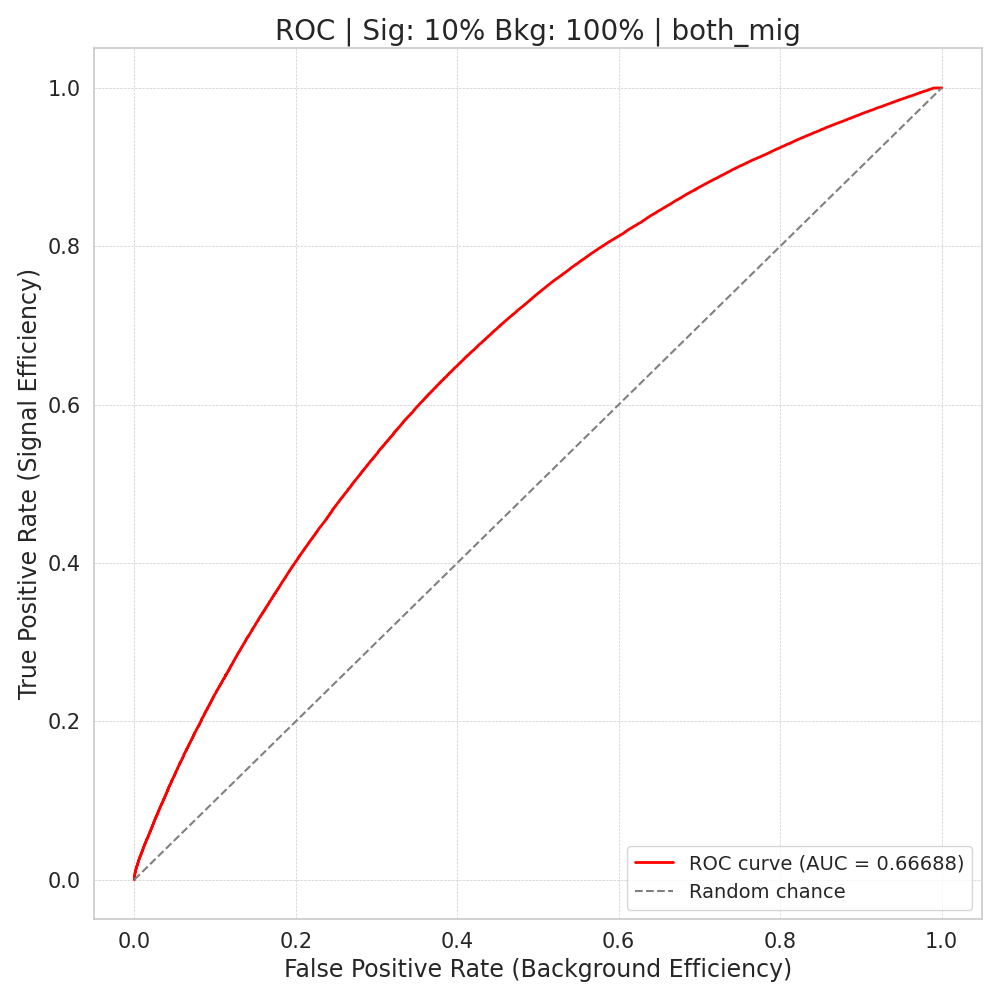 ROC | Sig: 10% Bkg: 100% | both_mig
True Positive Rate (Signal Efficiency)
1.0
0.8
0.6
0.4
0.2
0.0
ROC curve (AUC = 0.66688)
Random chance
0.0 0.2 0.4 0.6 0.8 1.0
False Positive Rate (Background Efficiency)